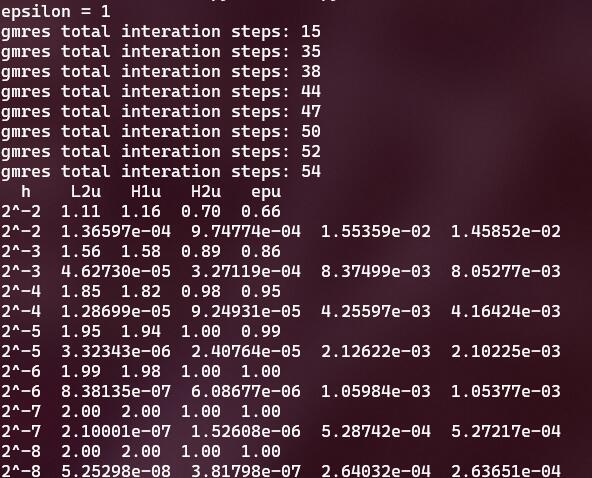 epsilon = 1
gmres total interation steps: 15
gmres total interation steps: 35
gmres total interation steps: 38
gmres total interation steps: 44
gmres total interation steps: 47
gmres total interation steps: 50
gmres total interation steps: 52
gmres total interation steps: 54
h L2u H1u H2u epu
2^-2 1.11 1.16 0.70 0.66
2^-2 1.36597e-04 9.74774e-04 1.55359e-02 1.45852e-02
2^-3 1.56 1.58 0.89 0.86
2^-3 4.62730e-05 3.27119e-04 8.37499e-03 8.05277e-03
2^-4 1.85 1.82 0.98 0.95
2^-4 1.28699e-05 9.24931e-05 4.25597e-03 4.16424e-03
2^-5 1.95 1.94 1.00 0.99
2^-5 3.32343e-06 2.40764e-05 2.12622e-03 2.10225e-03
2^-6 1.99 1.98 1.00 1.00
2^-6 8.38135e-07 6.08677e-06 1.05984e-03 1.05377e-03
2^-7 2.00 2.00 1.00 1.00
2^-7 2.10001e-07 1.52608e-06 5.28742e-04 5.27217e-04
2^-8 2.00 2.00 1.00 1.00
2^-8 5.25298e-08 3.81798e-07 2.64032e-04 2.63651e-04